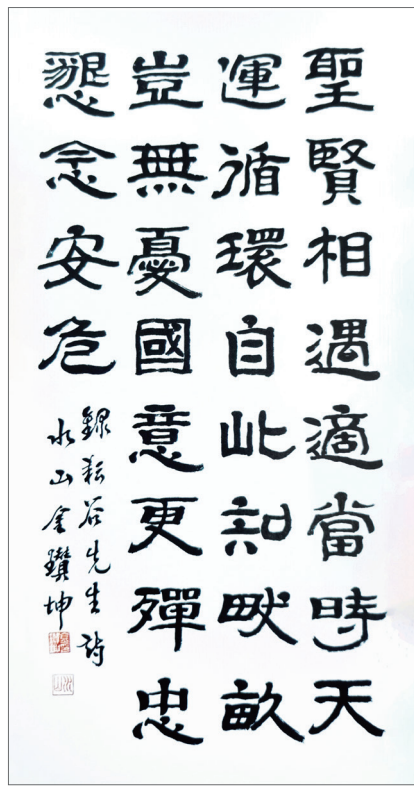 聖賢相遇適當時天
運循環自此知畎畝
豈無憂國意更殫忠
懇念安危
錄耘谷先生詩
水山金瓚坤